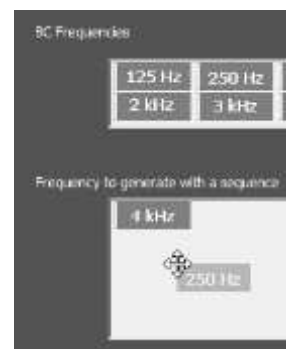 BC Frequencies
125 Hz 250 Hz
2 kHz 3 kHz
Frequency to generate with a sequence
4 kHz
250 Hz